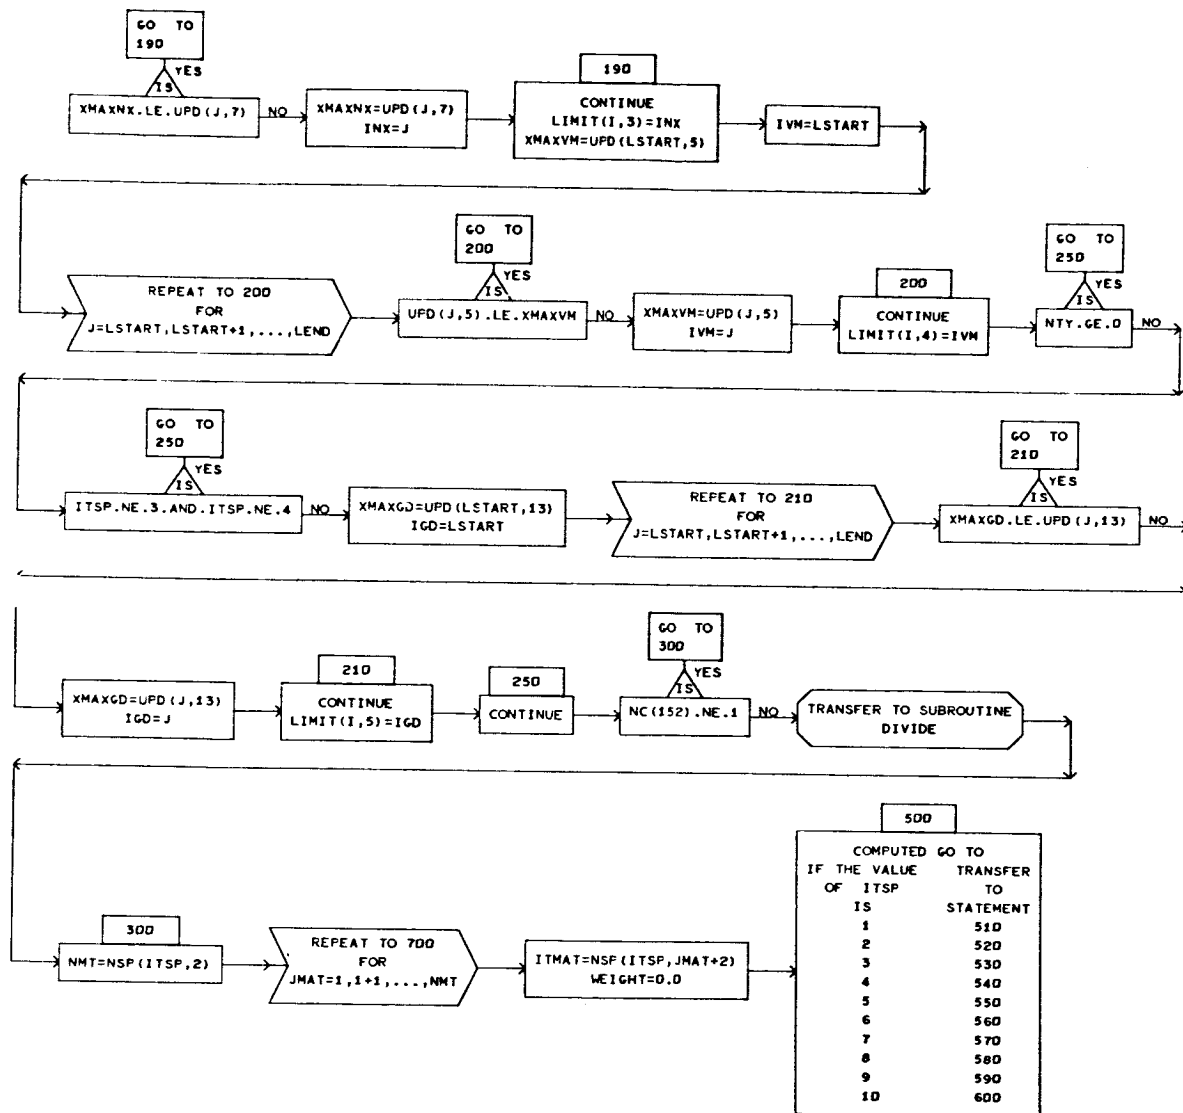 GO TO
190
YES
IS
XMAXNX.LE.UPD(J,7)
NO
XMAXNX=UPD(J,7)
INX=J
190
CONTINUE
LIMIT(I,3)=INX
XMAXVM=UPD(LSTART,5)
IVM=LSTART
REPEAT TO 200
FOR
J=LSTART,LSTART+1,...,LEND
GO TO
200
YES
IS
UPD(J,5).LE.XMAXVM
NO
XMAXVM=UPD(J,5)
IVM=J
200
CONTINUE
LIMIT(I,4)=IVM
GO TO
250
YES
IS
NTY.GE.0
NO
GO TO
250
YES
IS
ITSP.NE.3.AND.ITSP.NE.4
NO
XMAXGD=UPD(LSTART,13)
IGD=LSTART
REPEAT TO 210
FOR
J=LSTART,LSTART+1,...,LEND
GO TO
210
YES
IS
XMAXGD.LE.UPD(J,13)
NO
XMAXGD=UPD(J,13)
IGD=J
210
CONTINUE
LIMIT(I,5)=IGD
250
CONTINUE
GO TO
300
YES
IS
NC(152).NE.1
NO
TRANSFER TO SUBROUTINE
DIVIDE
300
NMT=NSP(ITSP,2)
REPEAT TO 700
FOR
JMAT=1,1+1,...,NMT
ITMAT=NSP(ITSP,JMAT+2)
WEIGHT=0.0
500
COMPUTED GO TO
IF THE VALUE TRANSFER
OF ITSP TO
IS STATEMENT
1 510
2 520
3 530
4 540
5 550
6 560
7 570
8 580
9 590
10 600